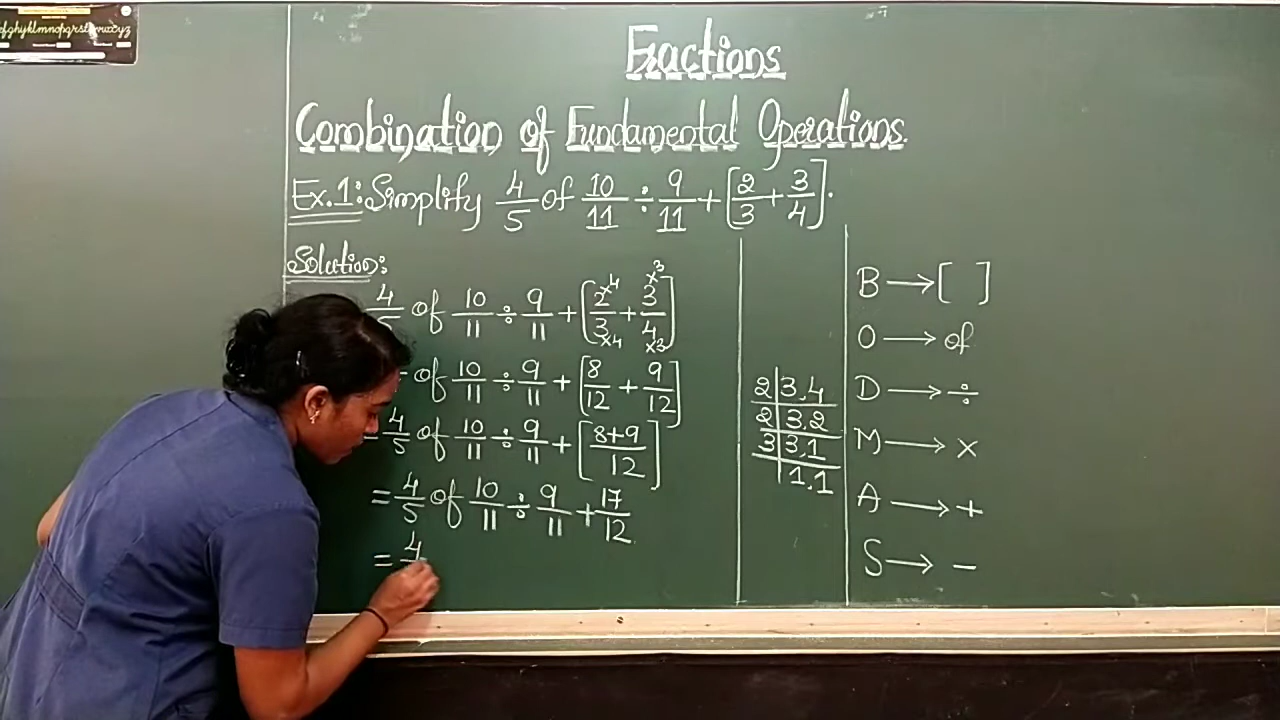 efghyklmnopqrstuvwxyz
Fractions
Combination of Fundamental Operations.
Ex.1: Simplify 4/5 of 10/11 ÷ 9/11 + [2/3 + 3/4].
Solution:
4/5 of 10/11 ÷ 9/11 + [2×4/3×4 + 3×3/4×3]
of 10/11 ÷ 9/11 + [8/12 + 9/12]
= 4/5 of 10/11 ÷ 9/11 + [8+9/12]
= 4/5 of 10/11 ÷ 9/11 + 17/12
= 4
2 | 3,4
2 | 3,2
3 | 3,1
| 1,1
B → [ ]
O → of
D → ÷
M → ×
A → +
S → −